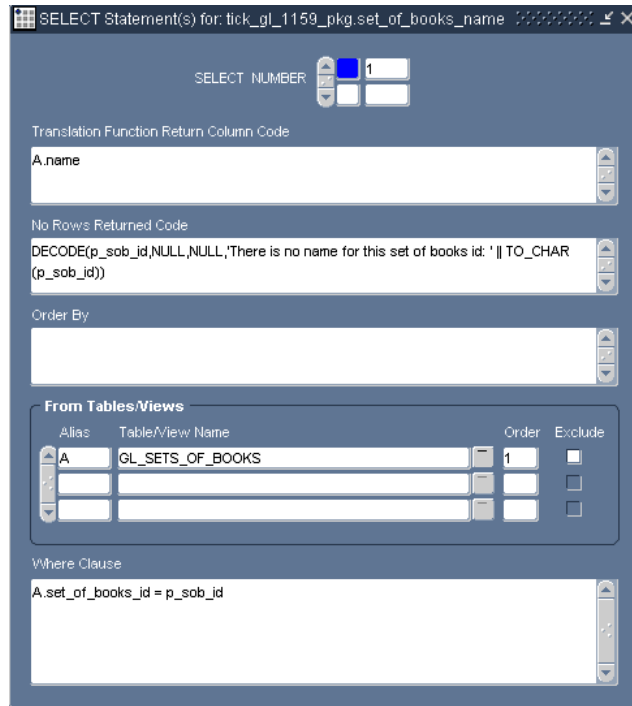 SELECT Statement(s) for: tick_gl_1159_pkg.set_of_books_name
SELECT NUMBER 1
Translation Function Return Column Code
A.name
No Rows Returned Code
DECODE(p_sob_id,NULL,NULL,'There is no name for this set of books id: ' || TO_CHAR
(p_sob_id))
Order By
From Tables/Views
Alias Table/View Name Order Exclude
A GL_SETS_OF_BOOKS 1
Where Clause
A.set_of_books_id = p_sob_id